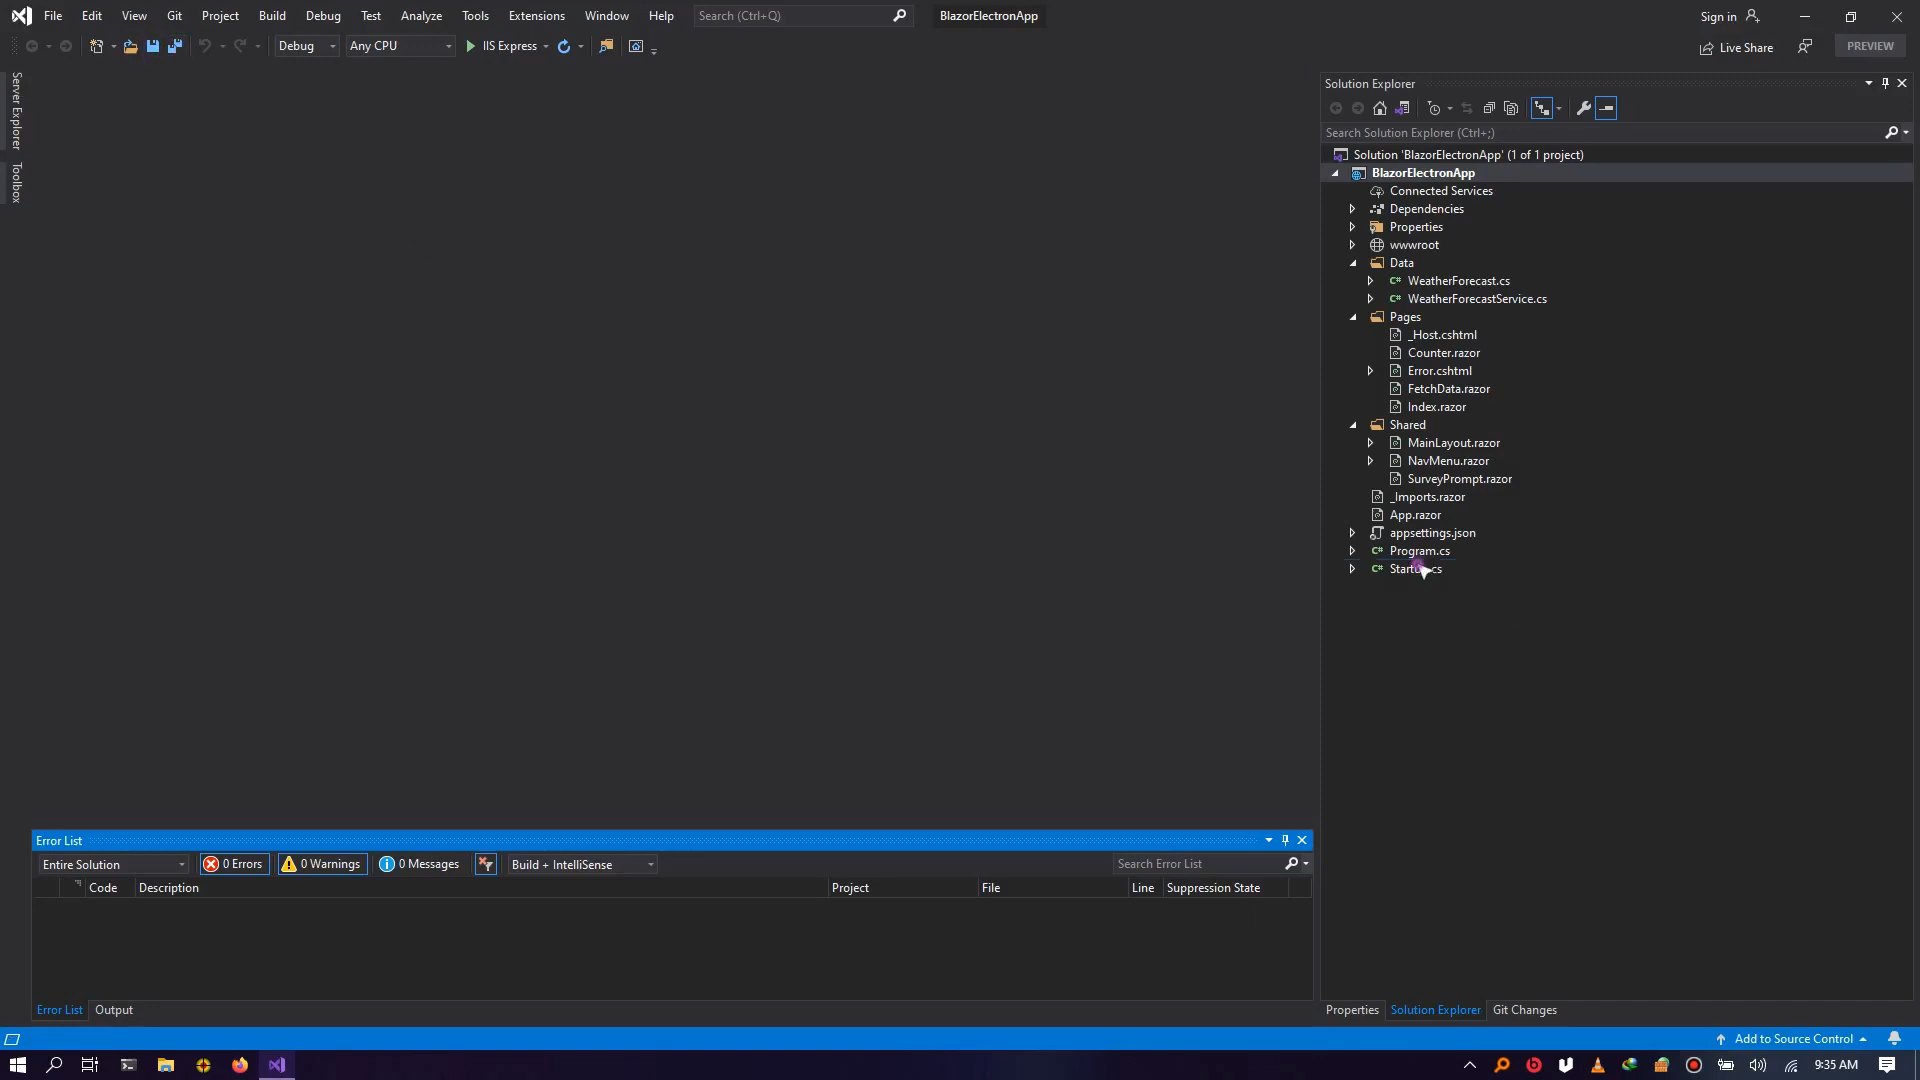 File Edit View Git Project Build Debug Test Analyze Tools Extensions Window Help Search (Ctrl+Q) BlazorElectronApp Sign in
Debug Any CPU IIS Express Live Share PREVIEW
Server Explorer
Toolbox
Solution Explorer
Search Solution Explorer (Ctrl+;)
Solution 'BlazorElectronApp' (1 of 1 project)
BlazorElectronApp
Connected Services
Dependencies
Properties
wwwroot
Data
C# WeatherForecast.cs
C# WeatherForecastService.cs
Pages
_Host.cshtml
Counter.razor
Error.cshtml
FetchData.razor
Index.razor
Shared
MainLayout.razor
NavMenu.razor
SurveyPrompt.razor
_Imports.razor
App.razor
appsettings.json
C# Program.cs
C#
Error List
Entire Solution 0 Errors 0 Warnings 0 Messages Build + IntelliSense Search Error List
Code Description Project File Line Suppression State
Error List Output
Properties Solution Explorer Git Changes
Add to Source Control
9:35 AM